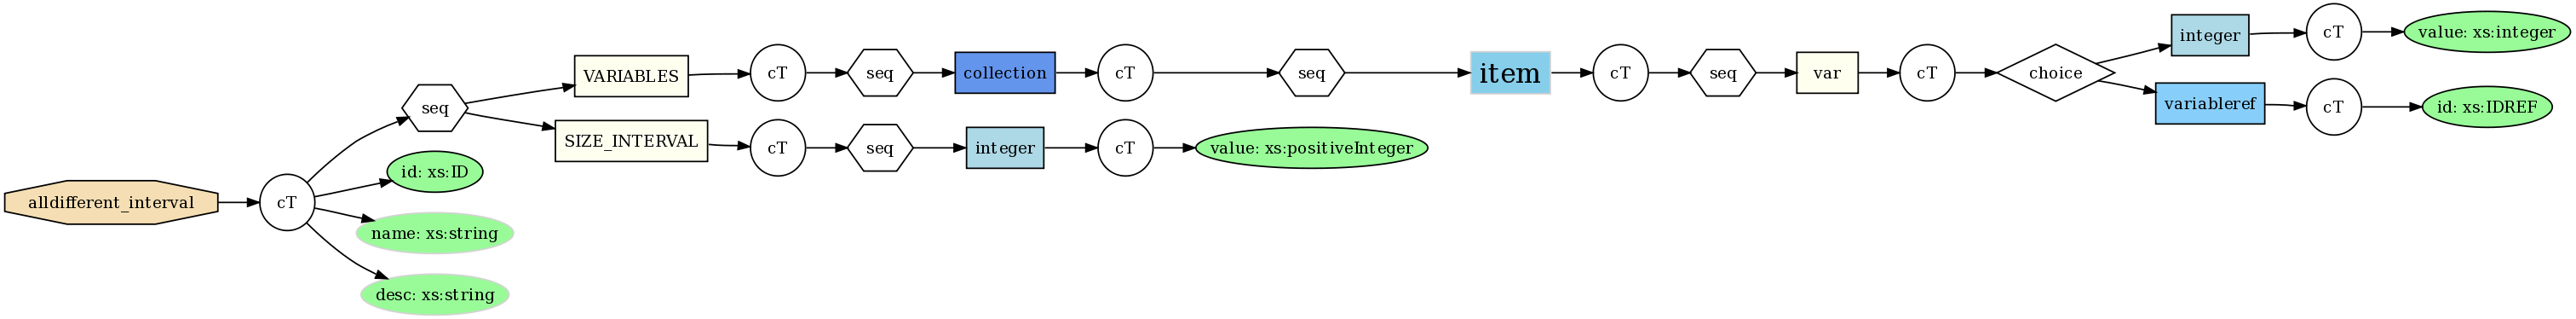 alldifferent_interval
cT
seq
VARIABLES
cT
seq
collection
cT
seq
item
cT
seq
var
cT
choice
integer
cT
value: xs:integer
variableref
cT
id: xs:IDREF
SIZE_INTERVAL
cT
seq
integer
cT
value: xs:positiveInteger
id: xs:ID
name: xs:string
desc: xs:string